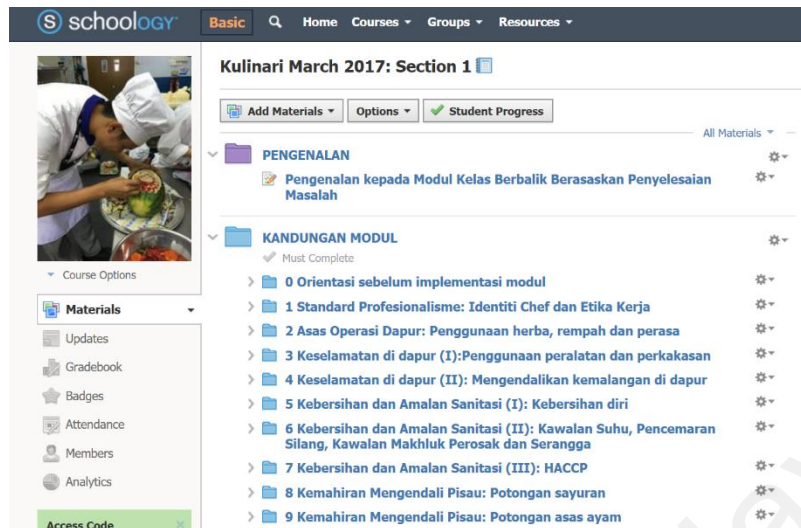 schoology Basic Home Courses Groups Resources
Kulinari March 2017: Section 1
Add Materials Options Student Progress
All Materials
PENGENALAN
Pengenalan kepada Modul Kelas Berbalik Berasaskan Penyelesaian
Masalah
KANDUNGAN MODUL
Must Complete
0 Orientasi sebelum implementasi modul
1 Standard Profesionalisme: Identiti Chef dan Etika Kerja
2 Asas Operasi Dapur: Penggunaan herba, rempah dan perasa
3 Keselamatan di dapur (I):Penggunaan peralatan dan perkakasan
4 Keselamatan di dapur (II): Mengendalikan kemalangan di dapur
5 Kebersihan dan Amalan Sanitasi (I): Kebersihan diri
6 Kebersihan dan Amalan Sanitasi (II): Kawalan Suhu, Pencemaran
Silang, Kawalan Makhluk Perosak dan Serangga
7 Kebersihan dan Amalan Sanitasi (III): HACCP
8 Kemahiran Mengendali Pisau: Potongan sayuran
9 Kemahiran Mengendali Pisau: Potongan asas ayam
Course Options
Materials
Updates
Gradebook
Badges
Attendance
Members
Analytics
Access Code